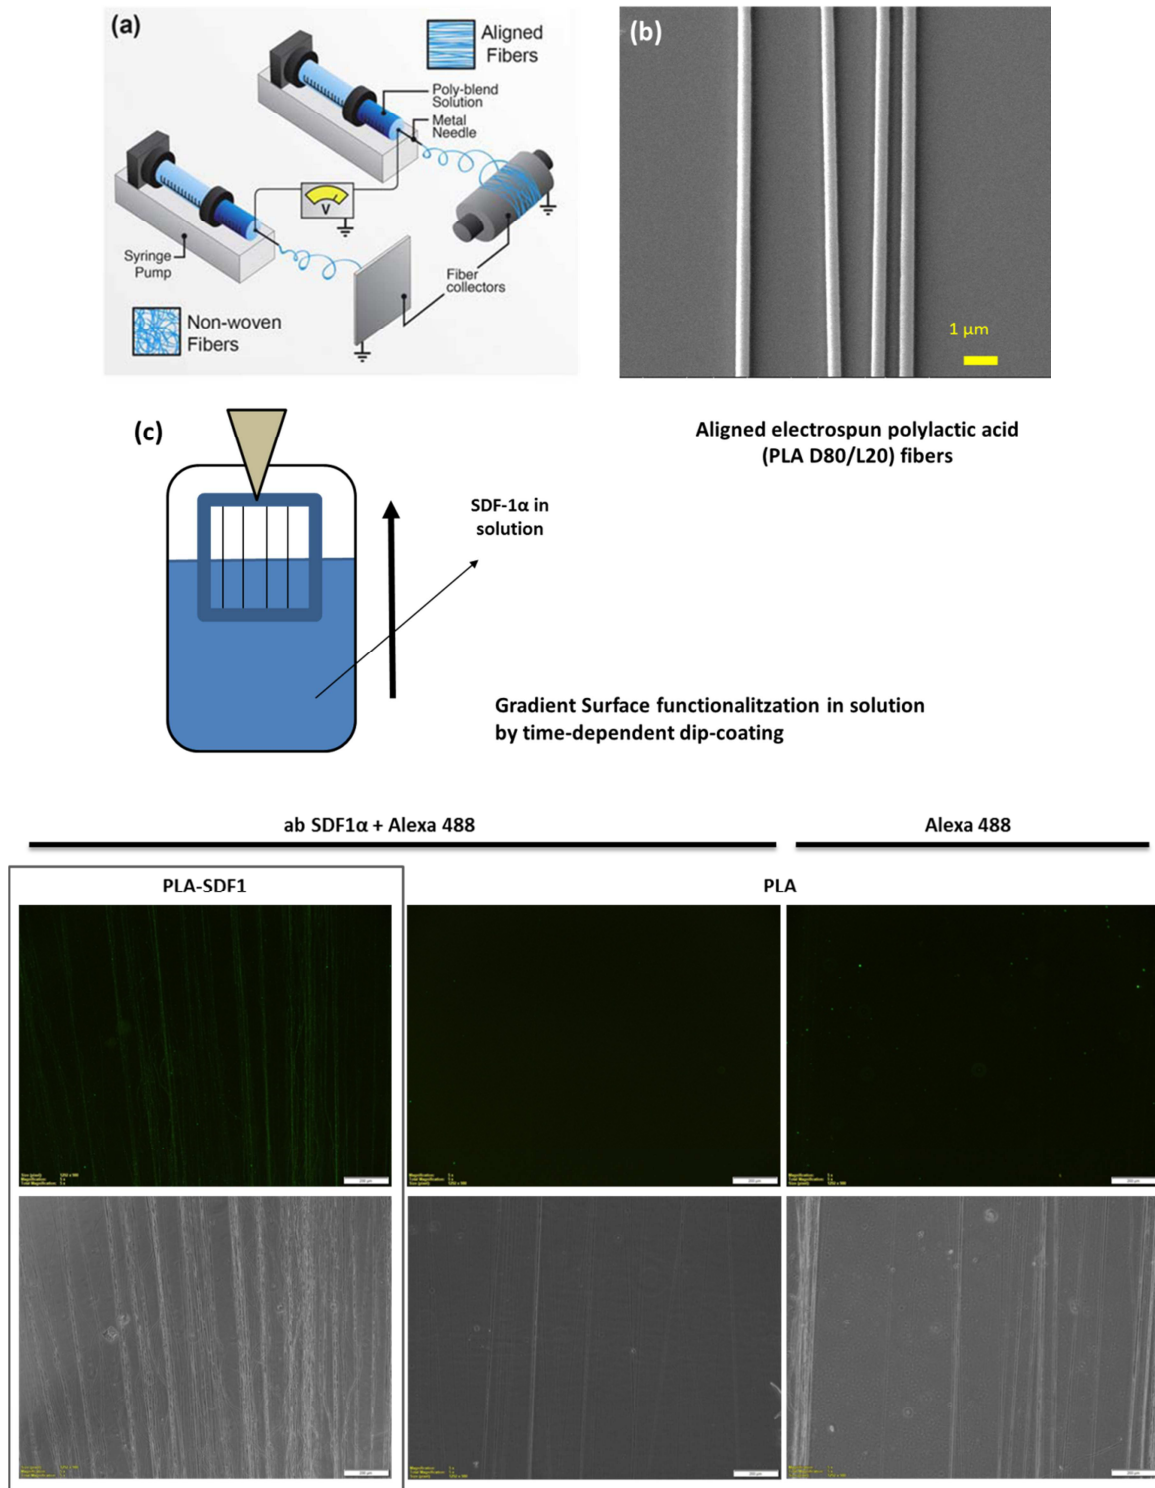 (a)
Aligned
Fibers
Poly-blend
Solution
Metal
Needle
V
Syringe
Pump
Fiber
collectors
Non-woven
Fibers
(b)
1 μm
Aligned electrospun polylactic acid
(PLA D80/L20) fibers
(c)
SDF-1α in
solution
Gradient Surface functionalitzation in solution
by time-dependent dip-coating
ab SDF1α + Alexa 488
Alexa 488
PLA-SDF1
PLA